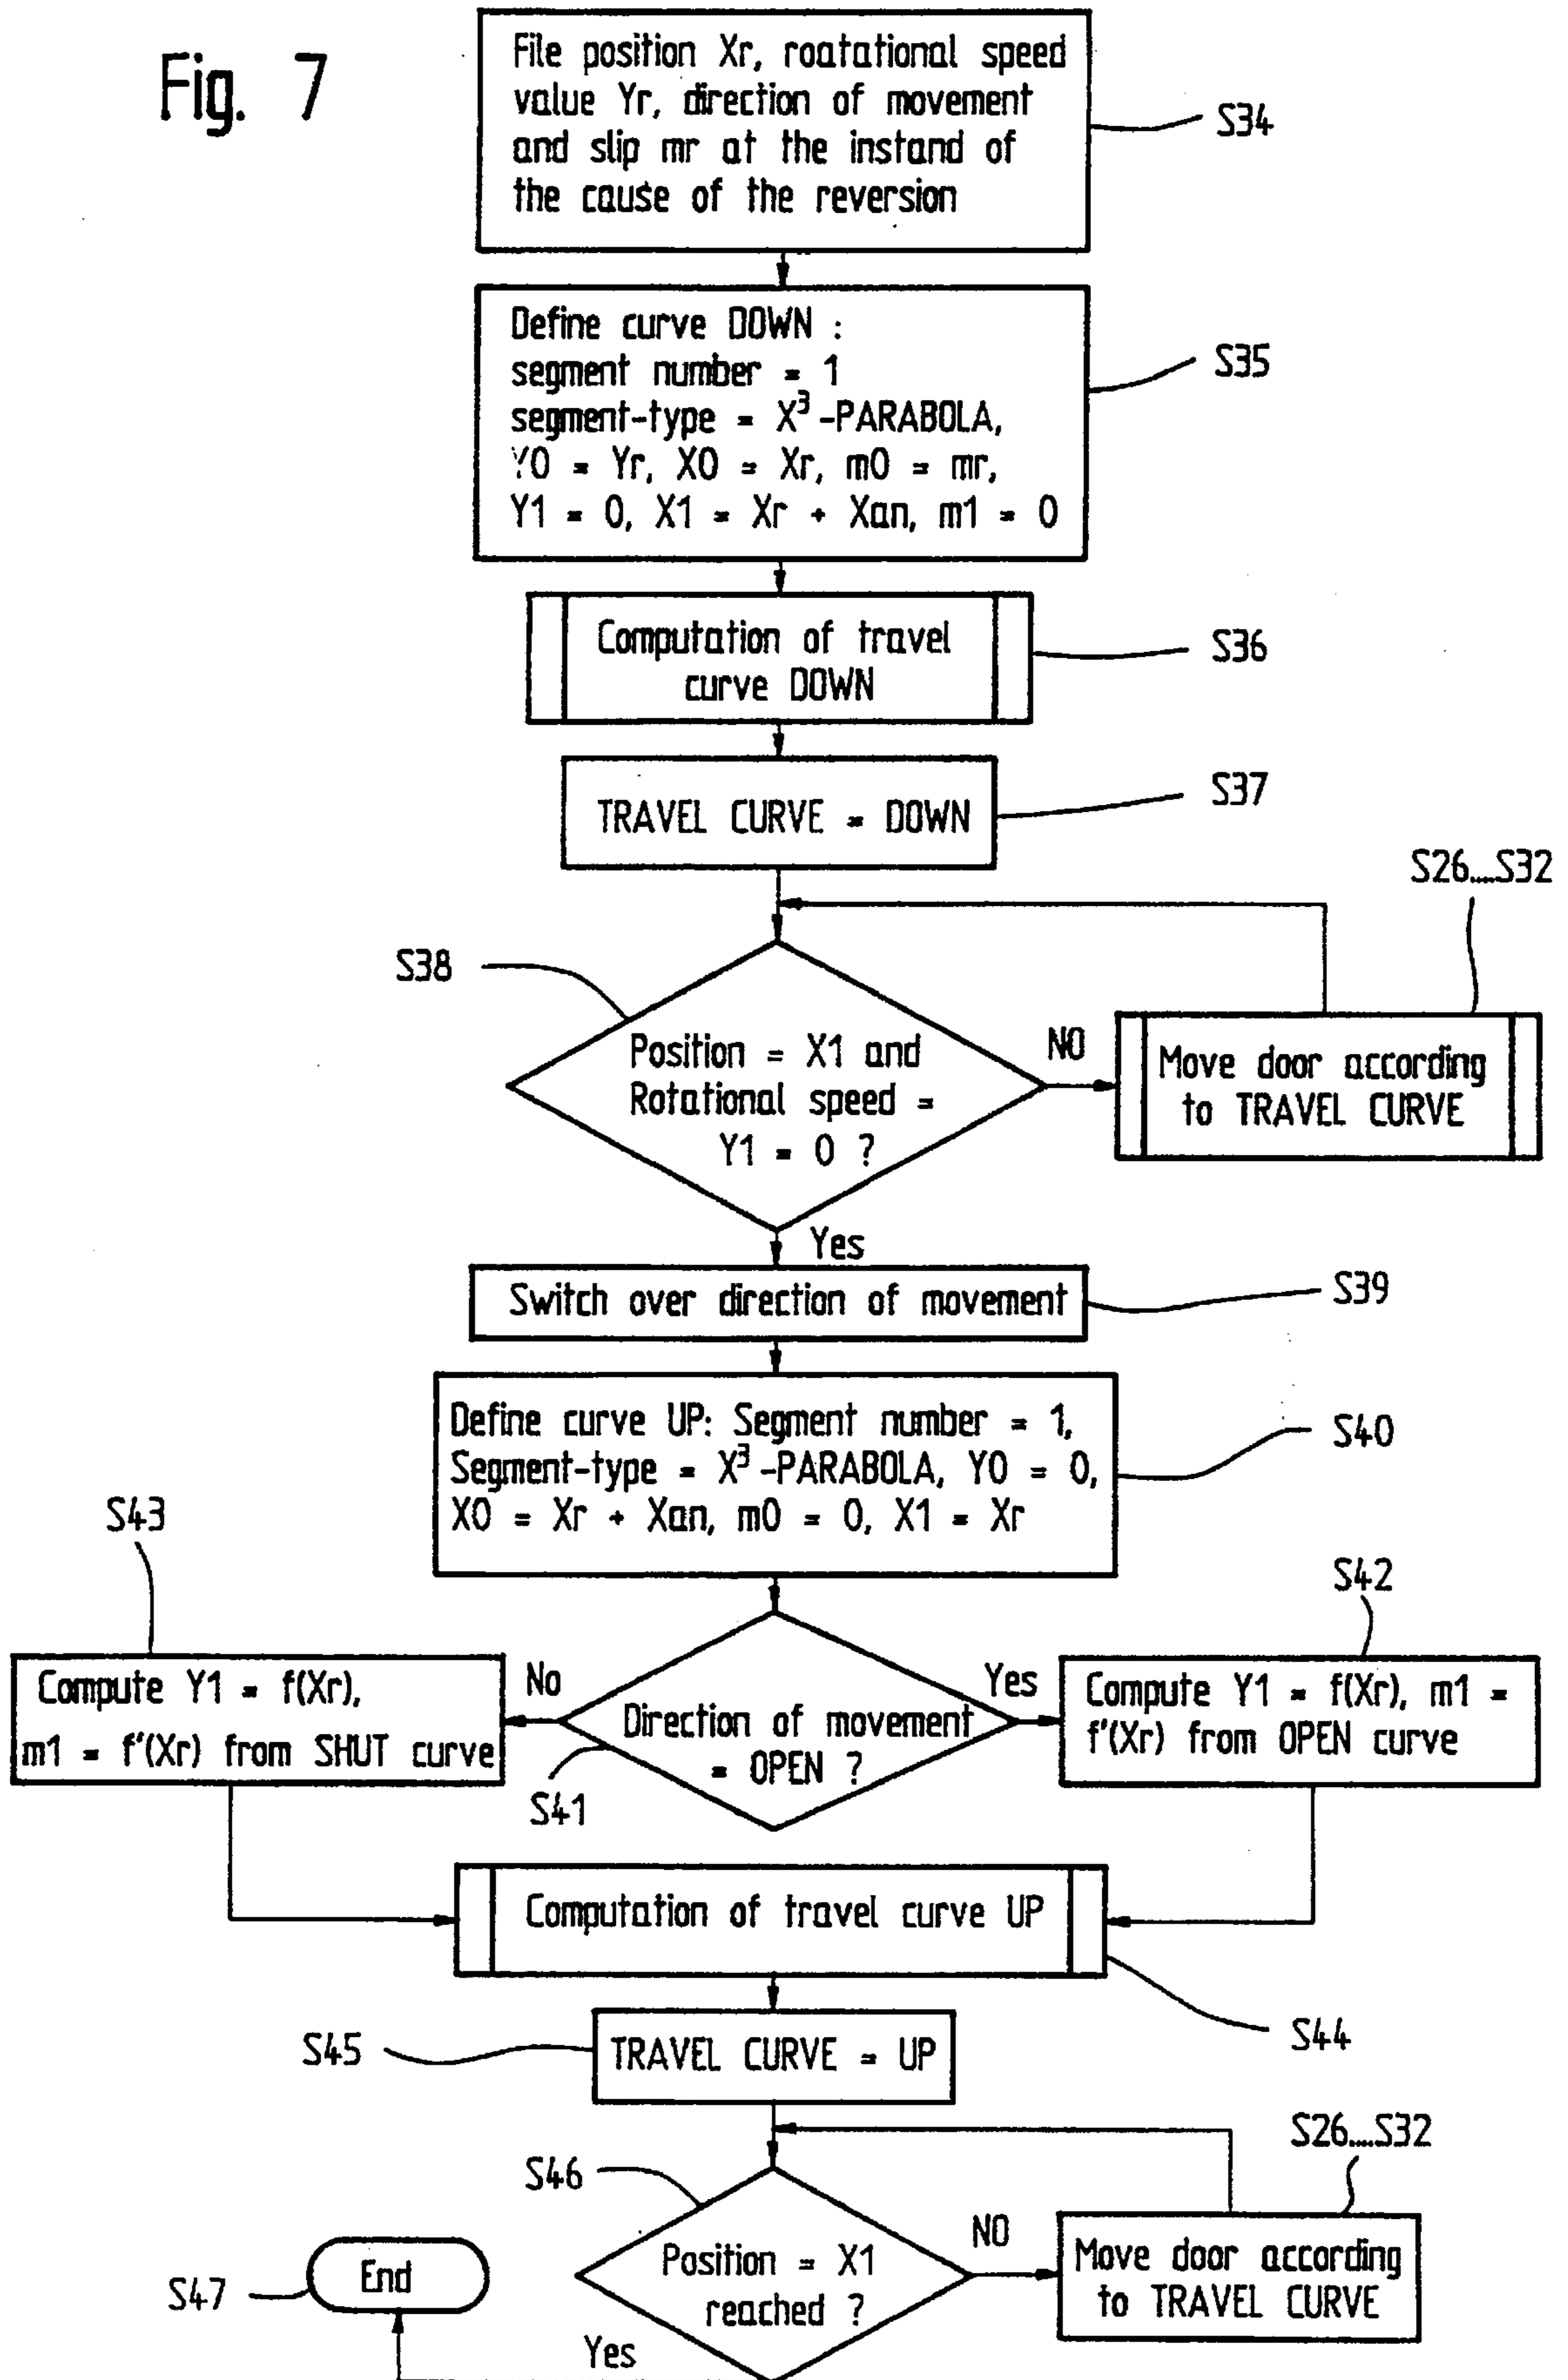 Fig. 7
File position Xr, roatational speed
value Yr, direction of movement
and slip mr at the instand of
the cause of the reversion
S34
Define curve DOWN :
segment number = 1
segment-type = X³-PARABOLA,
Y0 = Yr, X0 = Xr, m0 = mr,
Y1 = 0, X1 = Xr + Xan, m1 = 0
S35
Computation of travel
curve DOWN
S36
TRAVEL CURVE = DOWN
S37
S26....S32
S38
Position = X1 and
Rotational speed =
Y1 = 0 ?
NO
Move door according
to TRAVEL CURVE
Yes
Switch over direction of movement
S39
Define curve UP: Segment number = 1,
Segment-type = X³-PARABOLA, Y0 = 0,
X0 = Xr + Xan, m0 = 0, X1 = Xr
S40
S43
S42
Compute Y1 = f(Xr),
m1 = f'(Xr) from SHUT curve
No
Direction of movement
= OPEN ?
Yes
Compute Y1 = f(Xr), m1 =
f'(Xr) from OPEN curve
S41
Computation of travel curve UP
S44
S45
TRAVEL CURVE = UP
S26....S32
S46
Position = X1
reached ?
NO
Move door according
to TRAVEL CURVE
S47
End
Yes